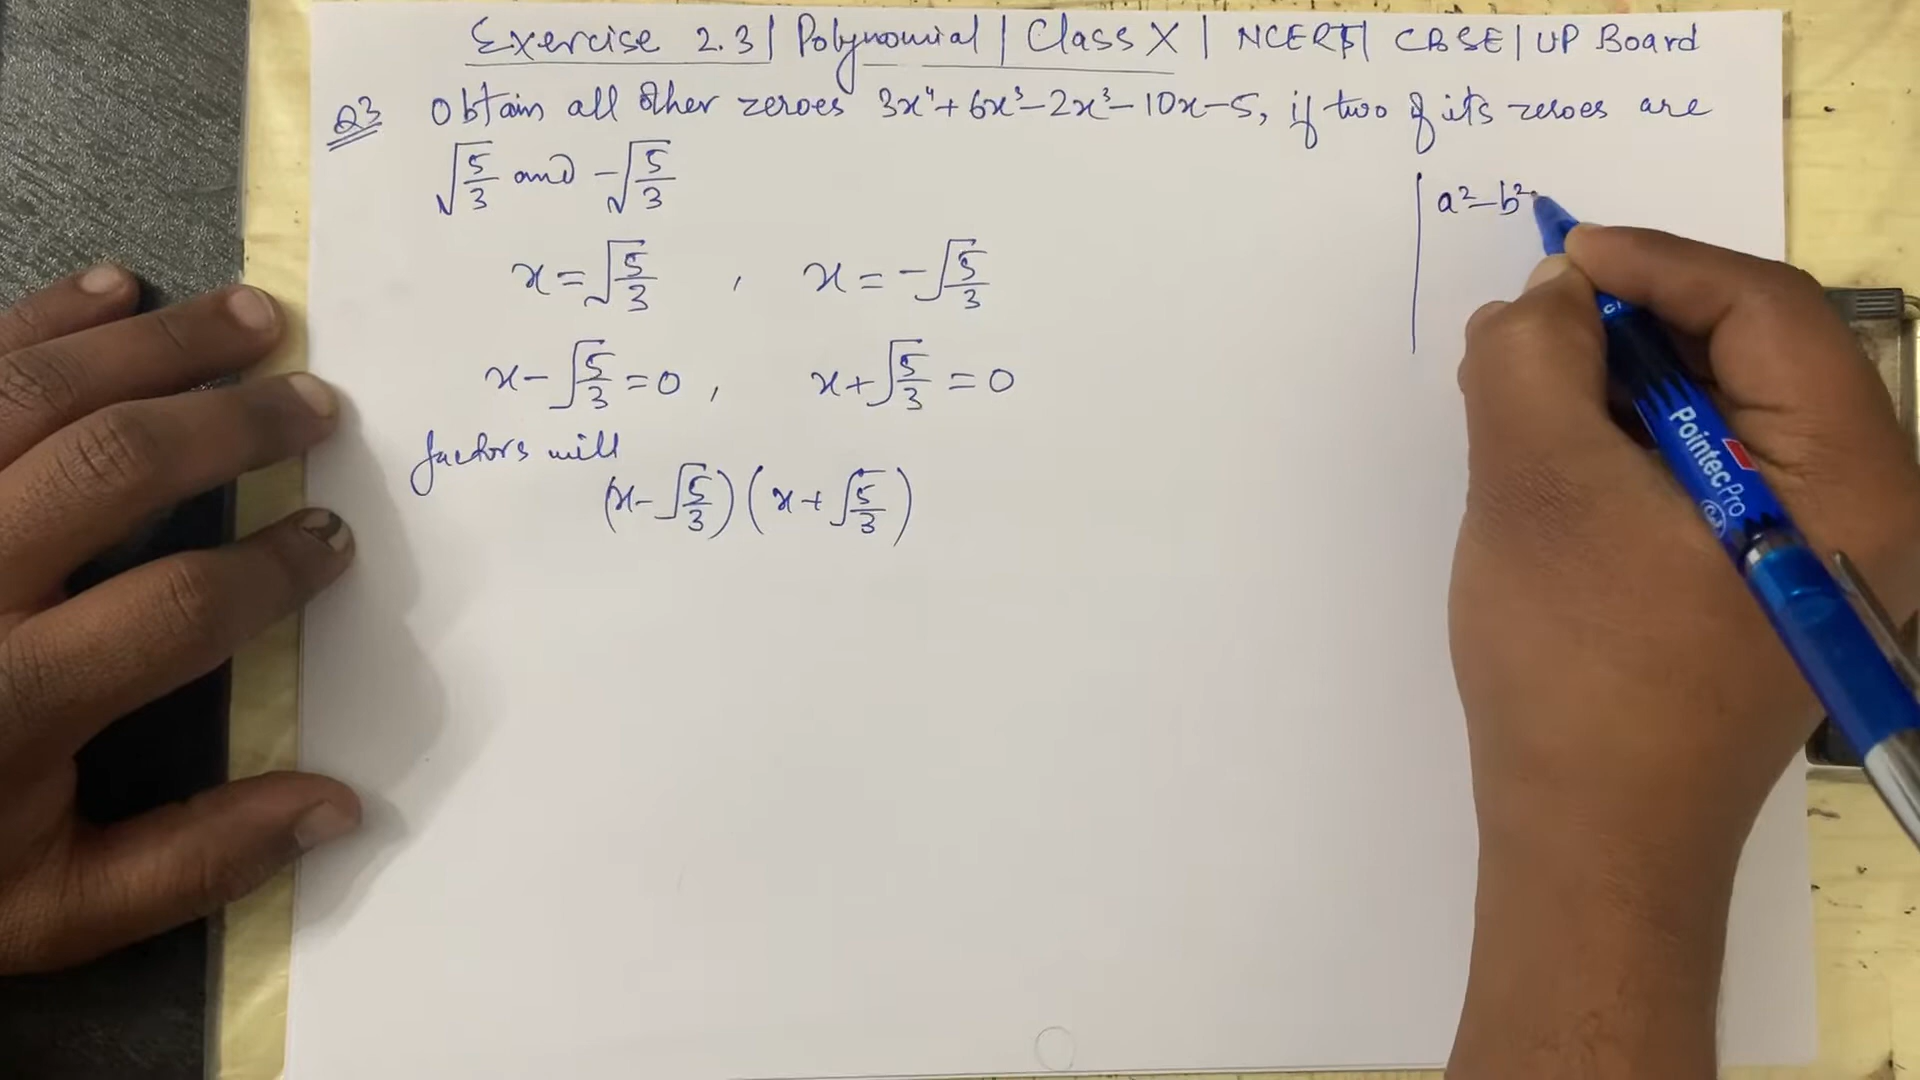 Exercise 2.3 | Polynomial | Class X | NCERT | CBSE | UP Board
Q3 Obtain all other zeroes 3x⁴+6x³-2x³-10x-5, if two of its zeroes are
√5/3 and -√5/3
a²-b²
x=√5/3 , x=-√5/3
x-√5/3=0, x+√5/3=0
factors will
(x-√5/3)(x+√5/3)
Pointec Pro